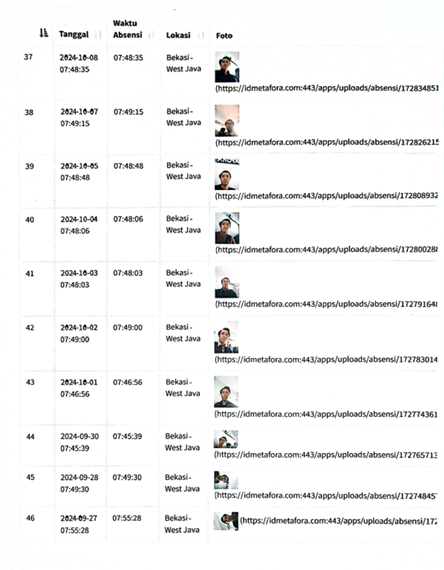 Tanggal Waktu Absensi Lokasi Foto
37 2024-10-08 07:48:35 07:48:35 Bekasi - West Java
(https://idmetafora.com:443/apps/uploads/absensi/172834851
38 2024-10-07 07:49:15 07:49:15 Bekasi - West Java
(https://idmetafora.com:443/apps/uploads/absensi/172826215
39 2024-10-05 07:48:48 07:48:48 Bekasi - West Java
(https://idmetafora.com:443/apps/uploads/absensi/172808932
40 2024-10-04 07:48:06 07:48:06 Bekasi - West Java
(https://idmetafora.com:443/apps/uploads/absensi/172800288
41 2024-10-03 07:48:03 07:48:03 Bekasi - West Java
(https://idmetafora.com:443/apps/uploads/absensi/172791648
42 2024-10-02 07:49:00 07:49:00 Bekasi - West Java
(https://idmetafora.com:443/apps/uploads/absensi/172783014
43 2024-10-01 07:46:56 07:46:56 Bekasi - West Java
(https://idmetafora.com:443/apps/uploads/absensi/172774361
44 2024-09-30 07:45:39 07:45:39 Bekasi - West Java
(https://idmetafora.com:443/apps/uploads/absensi/172765713
45 2024-09-28 07:49:30 07:49:30 Bekasi - West Java
(https://idmetafora.com:443/apps/uploads/absensi/17274845
46 2024-09-27 07:55:28 07:55:28 Bekasi - West Java (https://idmetafora.com:443/apps/uploads/absensi/172